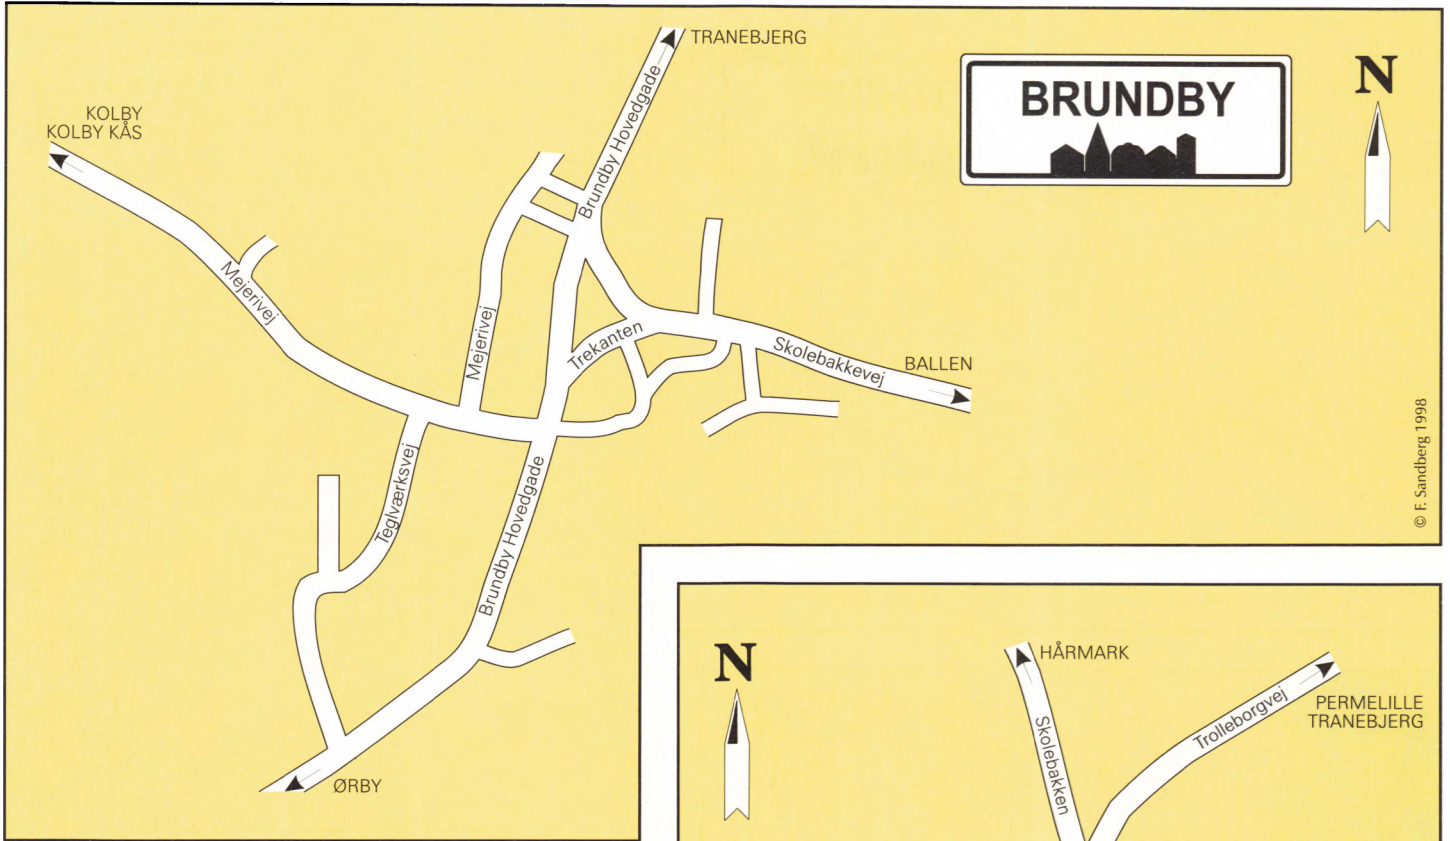 TRANEBJERG
BRUNDBY
N
KOLBY
KOLBY KÅS
Brundby Hovedgade
Mejerivej
Mejerivej
Trekanten
Skolebakkevej
BALLEN
Teglværksvej
Brundby Hovedgade
ØRBY
© F. Sandberg 1998
N
HÅRMARK
PERMELILLE
TRANEBJERG
Trolleborgvej
Skolebakken